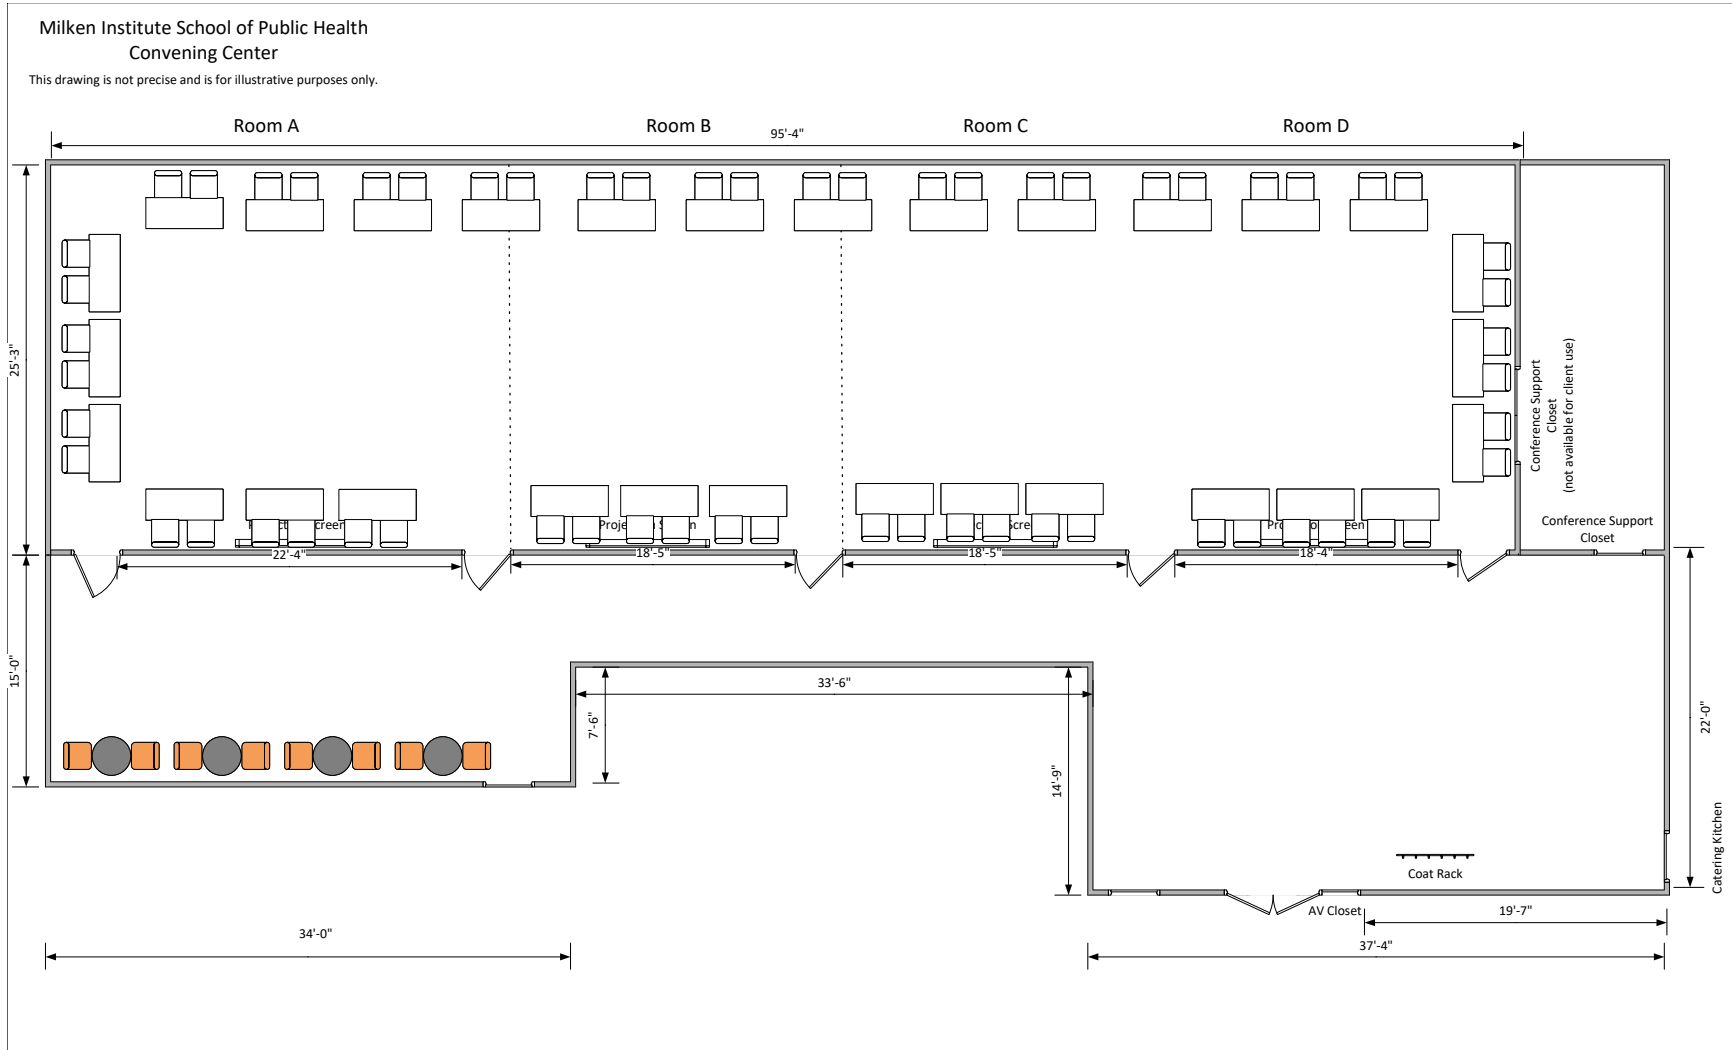 Milken Institute School of Public Health
Convening Center
This drawing is not precise and is for illustrative purposes only.
Room A
Room B
Room C
Room D
95'-4"
25'-3"
Conference Support
Closet
(not available for client use)
Conference Support
Closet
22'-4"
18'-5"
18'-5"
18'-4"
15'-0"
33'-6"
7'-6"
14'-9"
22'-0"
Catering Kitchen
Coat Rack
AV Closet
19'-7"
34'-0"
37'-4"